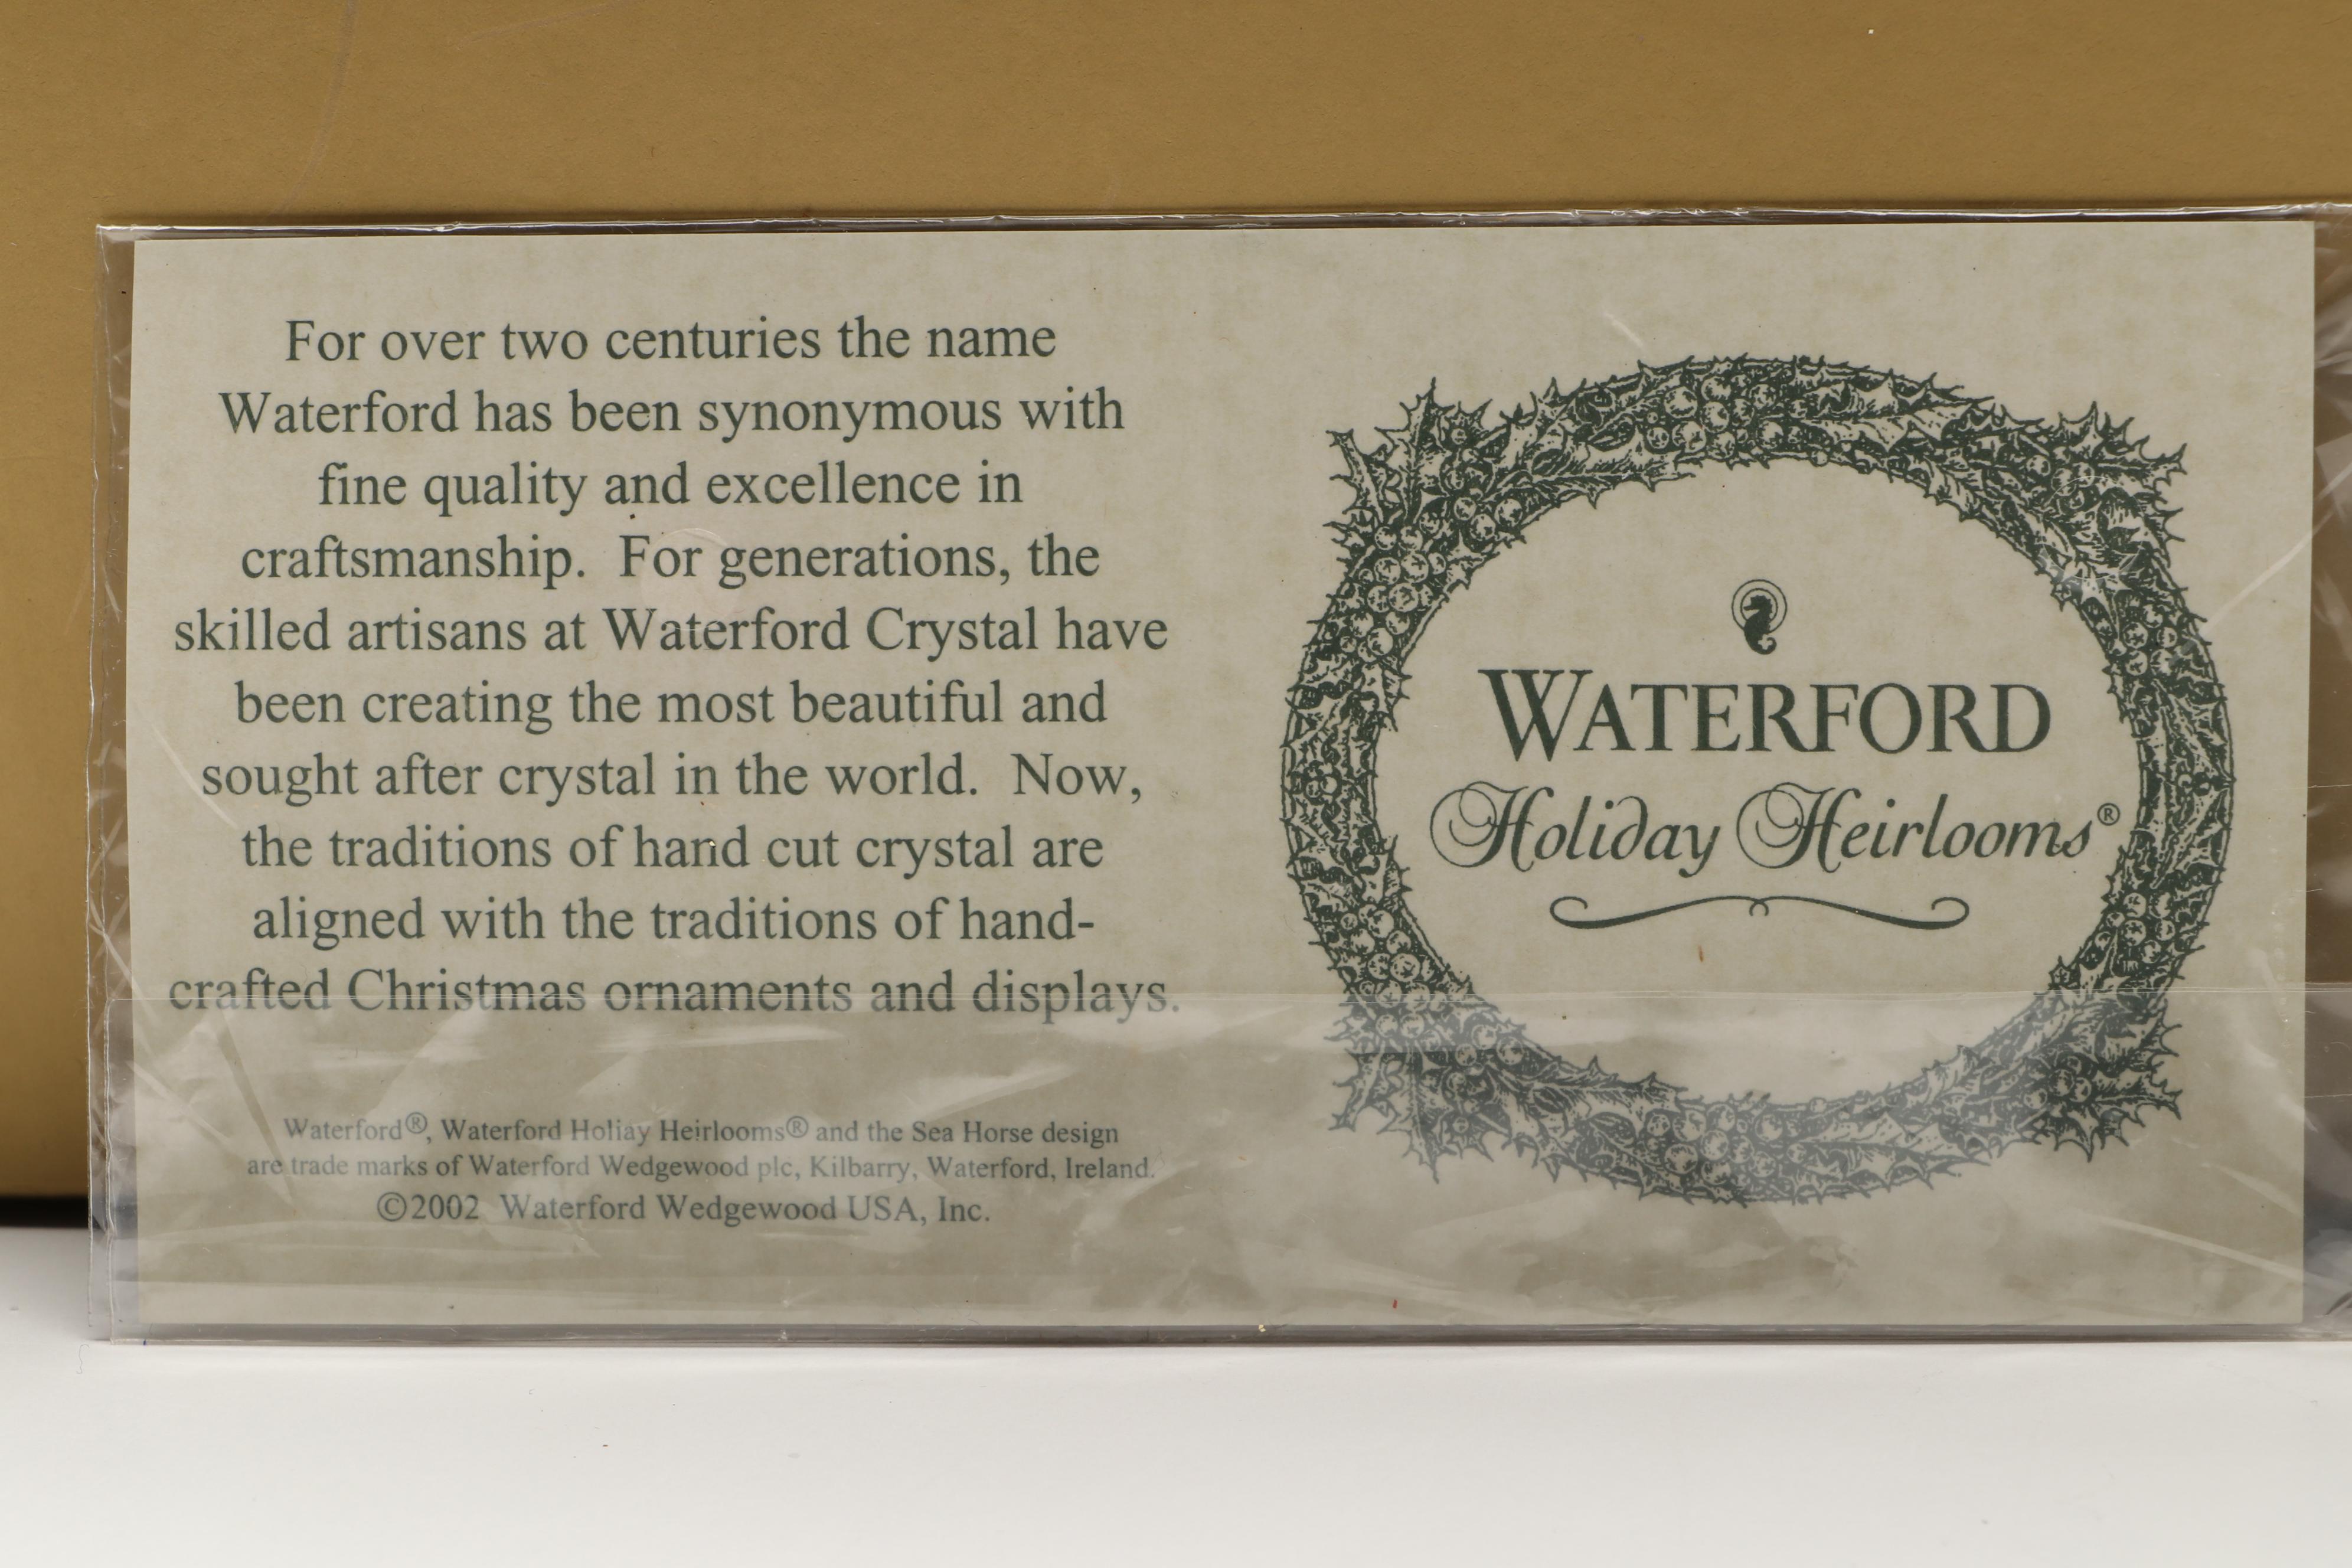 For over two centuries the name
Waterford has been synonymous with
fine quality and excellence in
craftsmanship.  For generations, the
skilled artisans at Waterford Crystal have
been creating the most beautiful and
sought after crystal in the world.  Now,
the traditions of hand cut crystal are
aligned with the traditions of hand-
crafted Christmas ornaments and displays.
Waterford®, Waterford Holiay Heirlooms® and the Sea Horse design
are trade marks of Waterford Wedgewood plc, Kilbarry, Waterford, Ireland.
©2002  Waterford Wedgewood USA, Inc.
WATERFORD
Holiday Heirlooms®